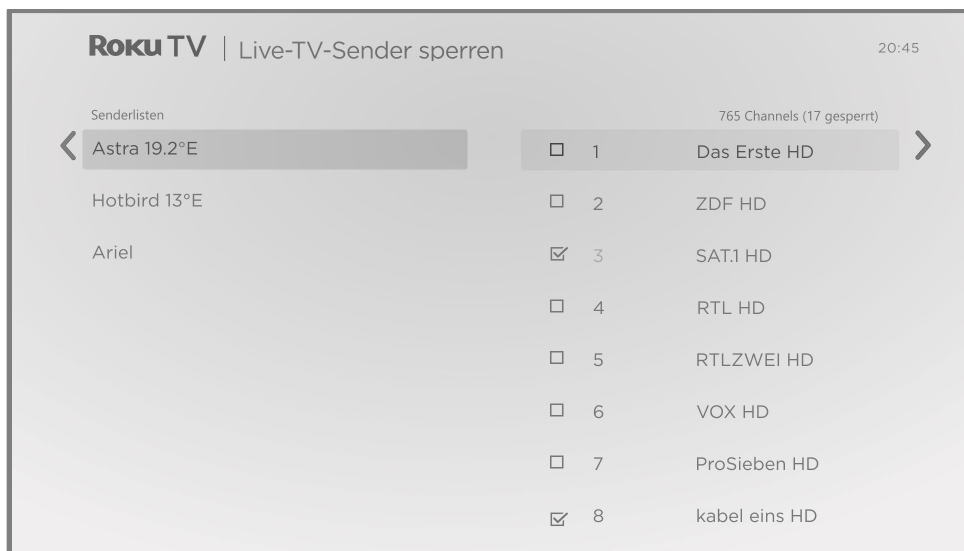 Roku TV | Live-TV-Sender sperren
20:45
Senderlisten
Astra 19.2°E
Hotbird 13°E
Ariel
765 Channels (17 gesperrt)
1 Das Erste HD
2 ZDF HD
3 SAT.1 HD
4 RTL HD
5 RTLZWEI HD
6 VOX HD
7 ProSieben HD
8 kabel eins HD